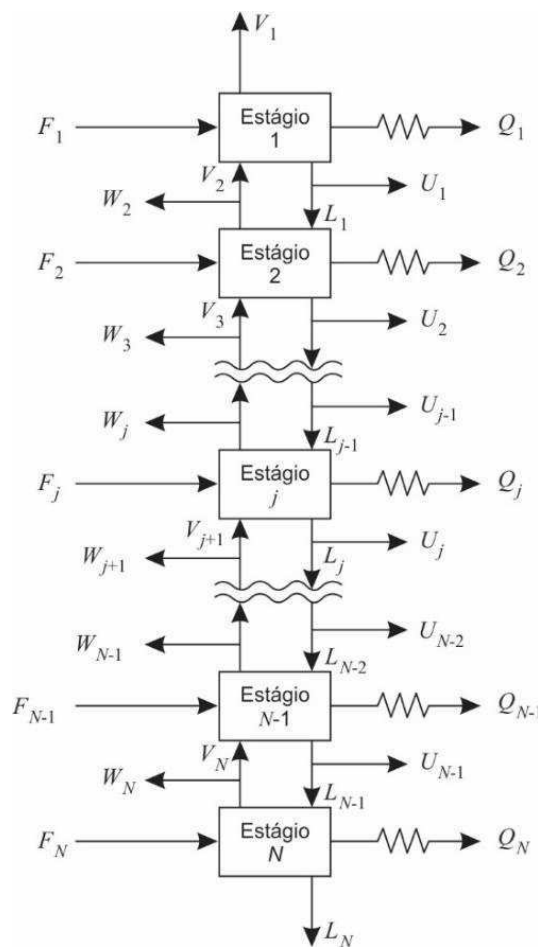 V1
F1 Estágio 1 Q1
W2 V2 U1
L1
F2 Estágio 2 Q2
W3 V3 U2
Wj Uj-1
Lj-1
Fj Estágio j Qj
Vj+1 Uj
Wj+1 Lj
WN-1 UN-2
LN-2
FN-1 Estágio N-1 QN-1
WN VN UN-1
LN-1
FN Estágio N QN
LN